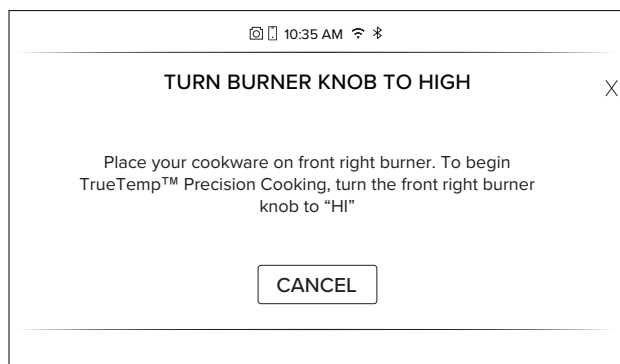 10:35 AM
TURN BURNER KNOB TO HIGH
X
Place your cookware on front right burner. To begin
TrueTemp™ Precision Cooking, turn the front right burner
knob to “HI”
CANCEL